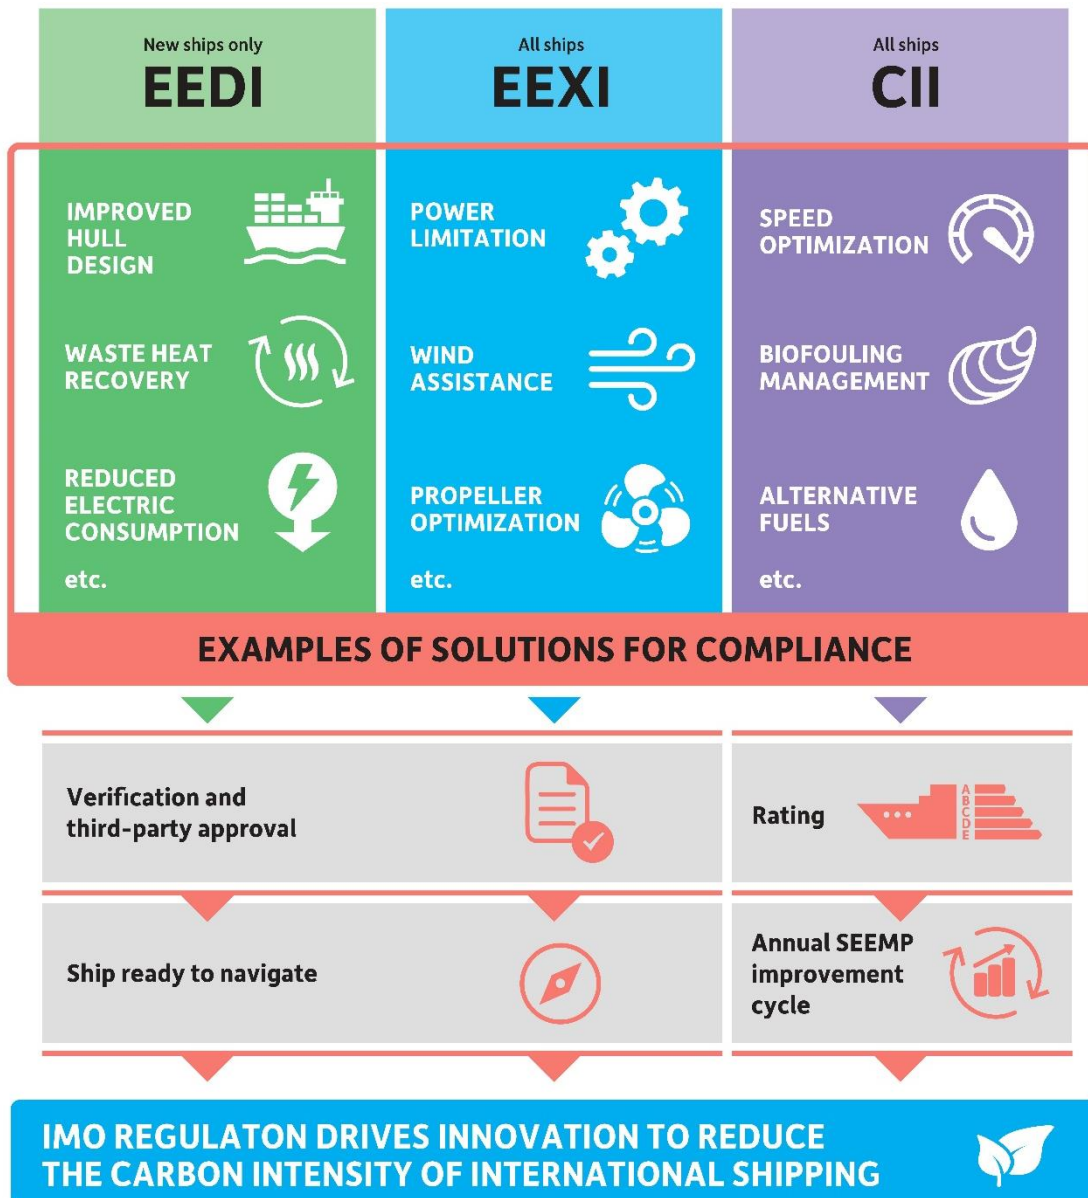 New ships only
EEDI
All ships
EEXI
All ships
CII
IMPROVED
HULL
DESIGN
WASTE HEAT
RECOVERY
REDUCED
ELECTRIC
CONSUMPTION
etc.
POWER
LIMITATION
WIND
ASSISTANCE
PROPELLER
OPTIMIZATION
etc.
SPEED
OPTIMIZATION
BIOFOULING
MANAGEMENT
ALTERNATIVE
FUELS
etc.
EXAMPLES OF SOLUTIONS FOR COMPLIANCE
Verification and
third-party approval
Rating
A
B
C
D
E
Ship ready to navigate
Annual SEEMP
improvement
cycle
IMO REGULATON DRIVES INNOVATION TO REDUCE
THE CARBON INTENSITY OF INTERNATIONAL SHIPPING